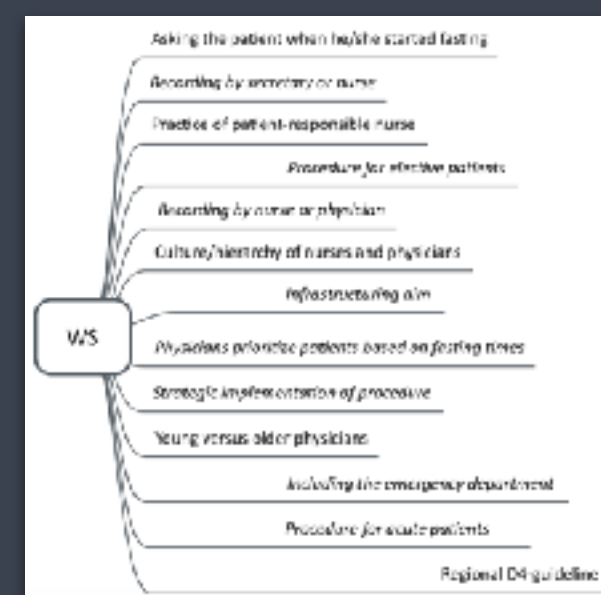 Asking the patient when he/she started fasting
Recording by secretary or nurse
Practice of patient-responsible nurse
Procedure for elective patients
Recording by nurse or physician
Culture/hierarchy of nurses and physicians
Infrastructuring aim
WS
Physicians prioritize patients based on fasting times
Strategic implementation of procedure
Young versus older physicians
Including the emergency department
Procedure for acute patients
Regional D4-guideline